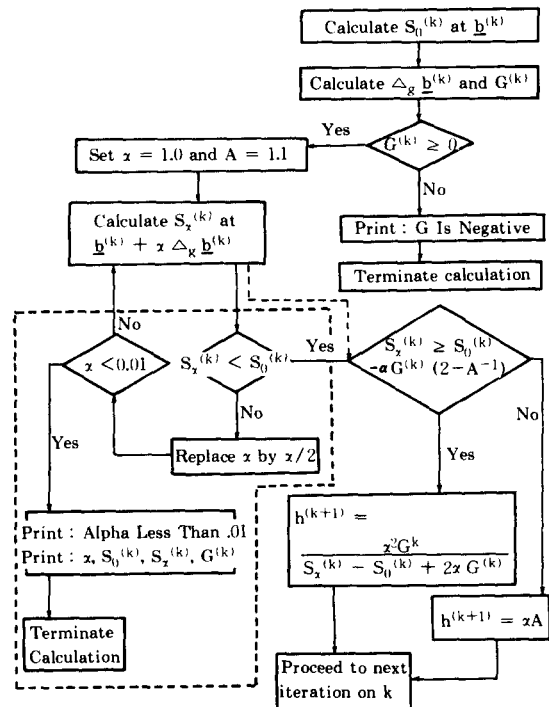 Calculate S₀⁽ᵏ⁾ at b⁽ᵏ⁾
Calculate △g b⁽ᵏ⁾ and G⁽ᵏ⁾
G⁽ᵏ⁾ ≥ 0
Yes
No
Set α = 1.0 and A = 1.1
Calculate Sα⁽ᵏ⁾ at
b⁽ᵏ⁾ + α △g b⁽ᵏ⁾
Print : G Is Negative
Terminate calculation
No
α < 0.01
Sα⁽ᵏ⁾ < S₀⁽ᵏ⁾
Yes
Sα⁽ᵏ⁾ ≥ S₀⁽ᵏ⁾
-αG⁽ᵏ⁾ (2-A⁻¹)
No
No
Yes
Replace α by α/2
Yes
Print : Alpha Less Than .01
Print : α, S₀⁽ᵏ⁾, Sα⁽ᵏ⁾, G⁽ᵏ⁾
h⁽ᵏ⁺¹⁾ =
α²Gᵏ
Sα⁽ᵏ⁾ - S₀⁽ᵏ⁾ + 2α G⁽ᵏ⁾
Terminate
Calculation
h⁽ᵏ⁺¹⁾ = αA
Proceed to next
iteration on k